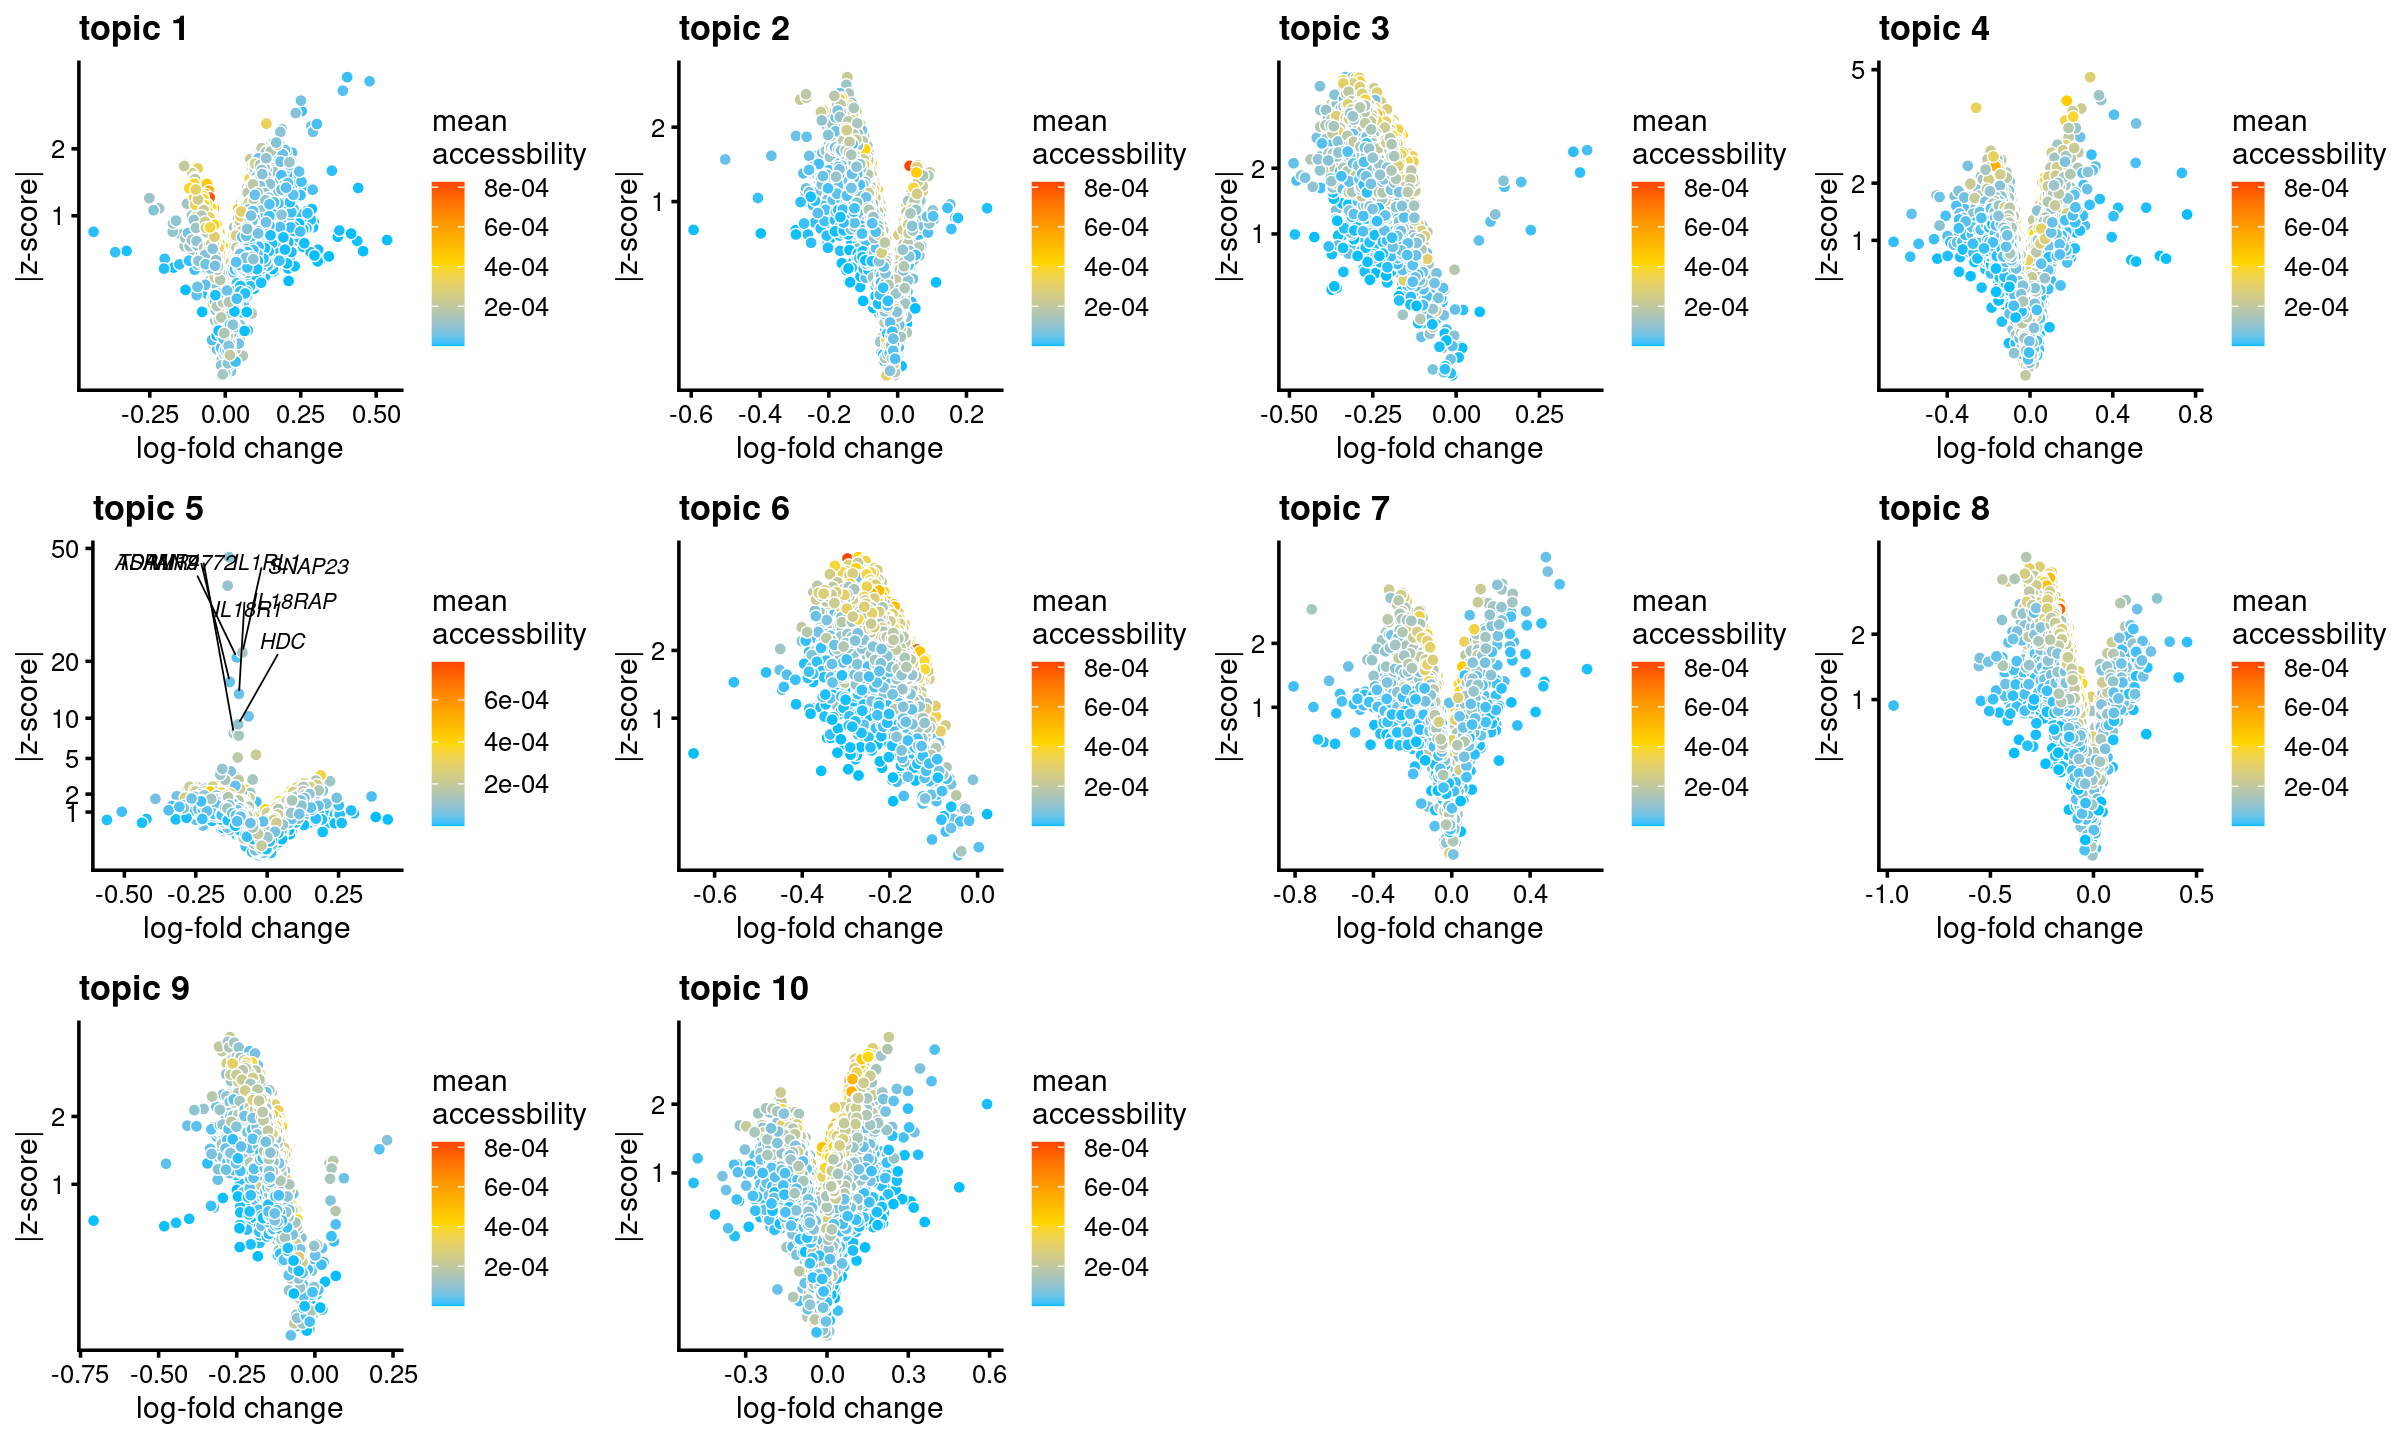 topic 1
|z-score|
2
1
-0.25 0.00 0.25 0.50
log-fold change
mean
accessbility
8e-04
6e-04
4e-04
2e-04
topic 2
|z-score|
2
1
-0.6 -0.4 -0.2 0.0 0.2
log-fold change
mean
accessbility
8e-04
6e-04
4e-04
2e-04
topic 3
|z-score|
2
1
-0.50 -0.25 0.00 0.25
log-fold change
mean
accessbility
8e-04
6e-04
4e-04
2e-04
topic 4
|z-score|
5
2
1
-0.4 0.0 0.4 0.8
log-fold change
mean
accessbility
8e-04
6e-04
4e-04
2e-04
topic 5
|z-score|
50
20
10
5
2
1
IL1RL1
SNAP23
IL18RAP
IL18R1
HDC
-0.50 -0.25 0.00 0.25
log-fold change
mean
accessbility
6e-04
4e-04
2e-04
topic 6
|z-score|
2
1
-0.6 -0.4 -0.2 0.0
log-fold change
mean
accessbility
8e-04
6e-04
4e-04
2e-04
topic 7
|z-score|
2
1
-0.8 -0.4 0.0 0.4
log-fold change
mean
accessbility
8e-04
6e-04
4e-04
2e-04
topic 8
|z-score|
2
1
-1.0 -0.5 0.0 0.5
log-fold change
mean
accessbility
8e-04
6e-04
4e-04
2e-04
topic 9
|z-score|
2
1
-0.75 -0.50 -0.25 0.00 0.25
log-fold change
mean
accessbility
8e-04
6e-04
4e-04
2e-04
topic 10
|z-score|
2
1
-0.3 0.0 0.3 0.6
log-fold change
mean
accessbility
8e-04
6e-04
4e-04
2e-04